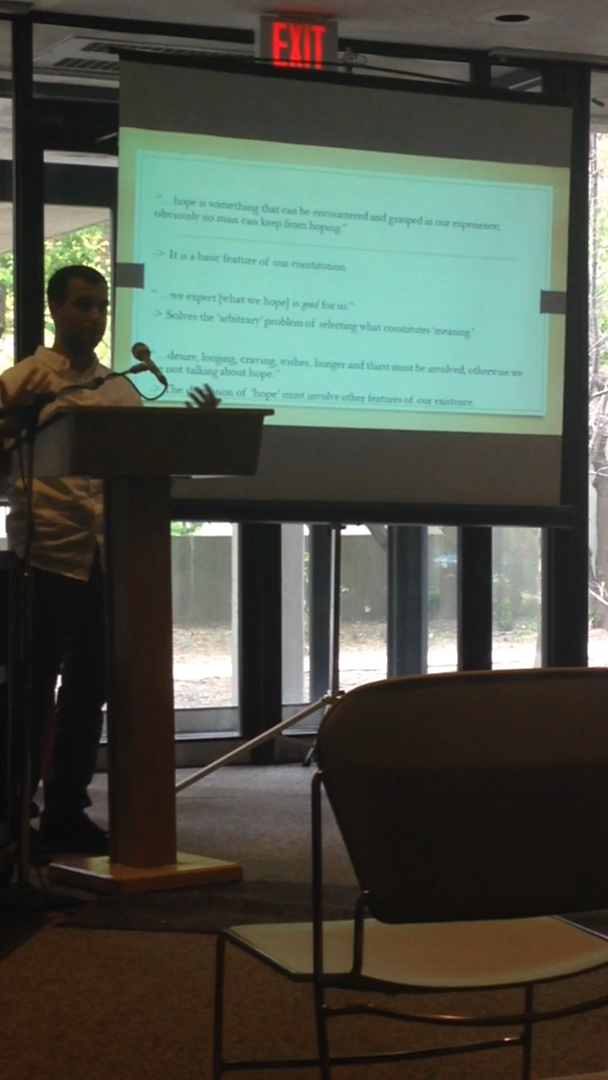 EXIT
"... hope is something that can be encountered and grasped in our experience;
obviously no man can keep from hoping."
-> It is a basic feature of our constitution.
"...we expect [what we hope] is good for us"
-> Solves the 'arbitrary' problem of selecting what constitutes 'meaning.'
"...desire, longing, craving, wishes, hunger and thirst must be involved, otherwise we
not talking about hope."
-> The of 'hope' must involve other features of our existence